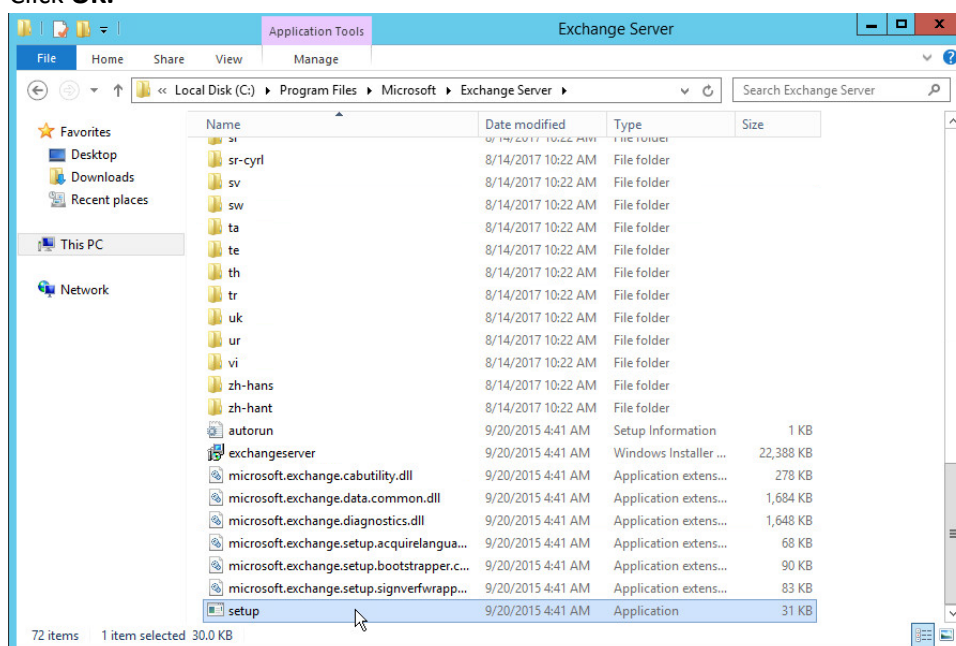 Click OK.
Application Tools
Exchange Server
File Home Share View Manage
« Local Disk (C:) Program Files Microsoft Exchange Server
Search Exchange Server
Name Date modified Type Size
Favorites
Desktop
Downloads
Recent places
This PC
Network
sr 8/14/2017 10:22 AM File folder
sr-cyrl 8/14/2017 10:22 AM File folder
sv 8/14/2017 10:22 AM File folder
sw 8/14/2017 10:22 AM File folder
ta 8/14/2017 10:22 AM File folder
te 8/14/2017 10:22 AM File folder
th 8/14/2017 10:22 AM File folder
tr 8/14/2017 10:22 AM File folder
uk 8/14/2017 10:22 AM File folder
ur 8/14/2017 10:22 AM File folder
vi 8/14/2017 10:22 AM File folder
zh-hans 8/14/2017 10:22 AM File folder
zh-hant 8/14/2017 10:22 AM File folder
autorun 9/20/2015 4:41 AM Setup Information 1 KB
exchangeserver 9/20/2015 4:41 AM Windows Installer ... 22,388 KB
microsoft.exchange.cabutility.dll 9/20/2015 4:41 AM Application extens... 278 KB
microsoft.exchange.data.common.dll 9/20/2015 4:41 AM Application extens... 1,684 KB
microsoft.exchange.diagnostics.dll 9/20/2015 4:41 AM Application extens... 1,648 KB
microsoft.exchange.setup.acquirelangua... 9/20/2015 4:41 AM Application extens... 68 KB
microsoft.exchange.setup.bootstrapper.c... 9/20/2015 4:41 AM Application extens... 90 KB
microsoft.exchange.setup.signverfwrapp... 9/20/2015 4:41 AM Application extens... 83 KB
setup 9/20/2015 4:41 AM Application 31 KB
72 items 1 item selected 30.0 KB